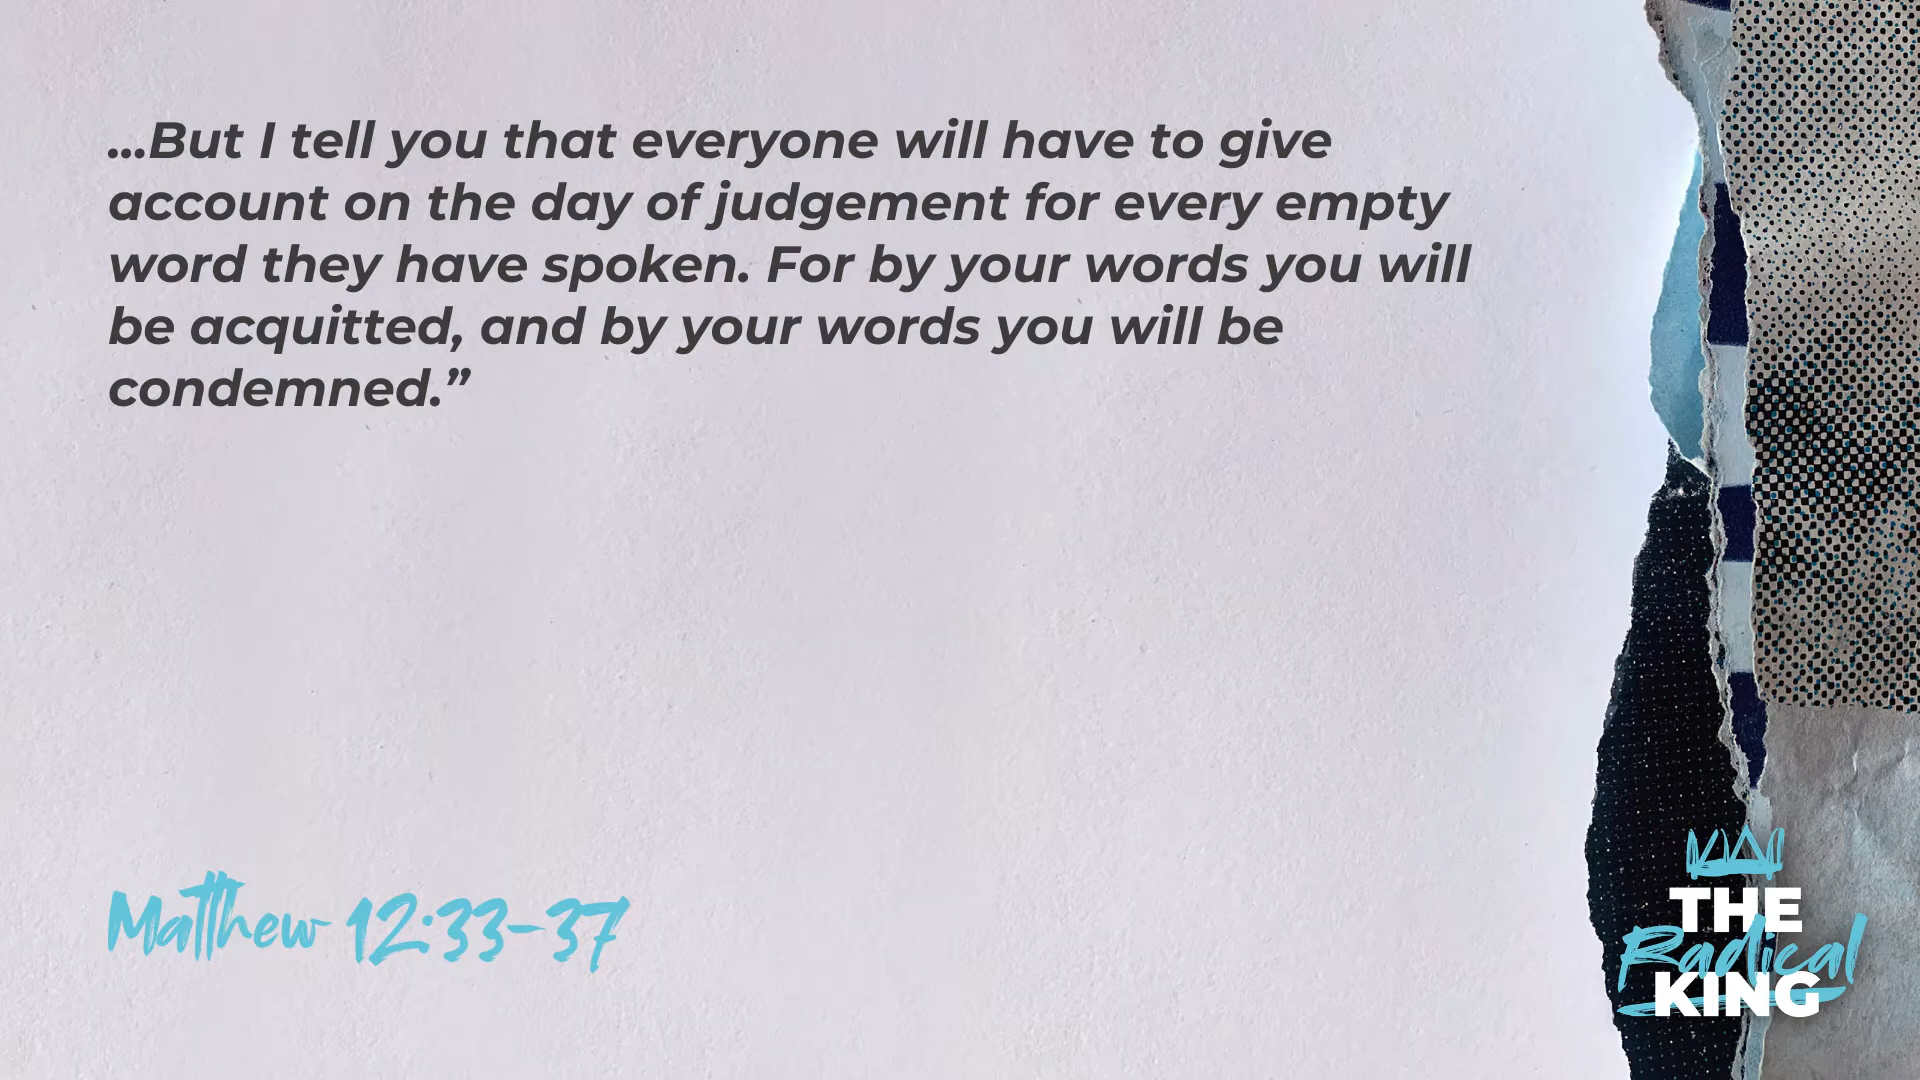 ...But I tell you that everyone will have to give
account on the day of judgement for every empty
word they have spoken. For by your words you will
be acquitted, and by your words you will be
condemned.”
Matthew 12:33-37
THE
Radical
KING